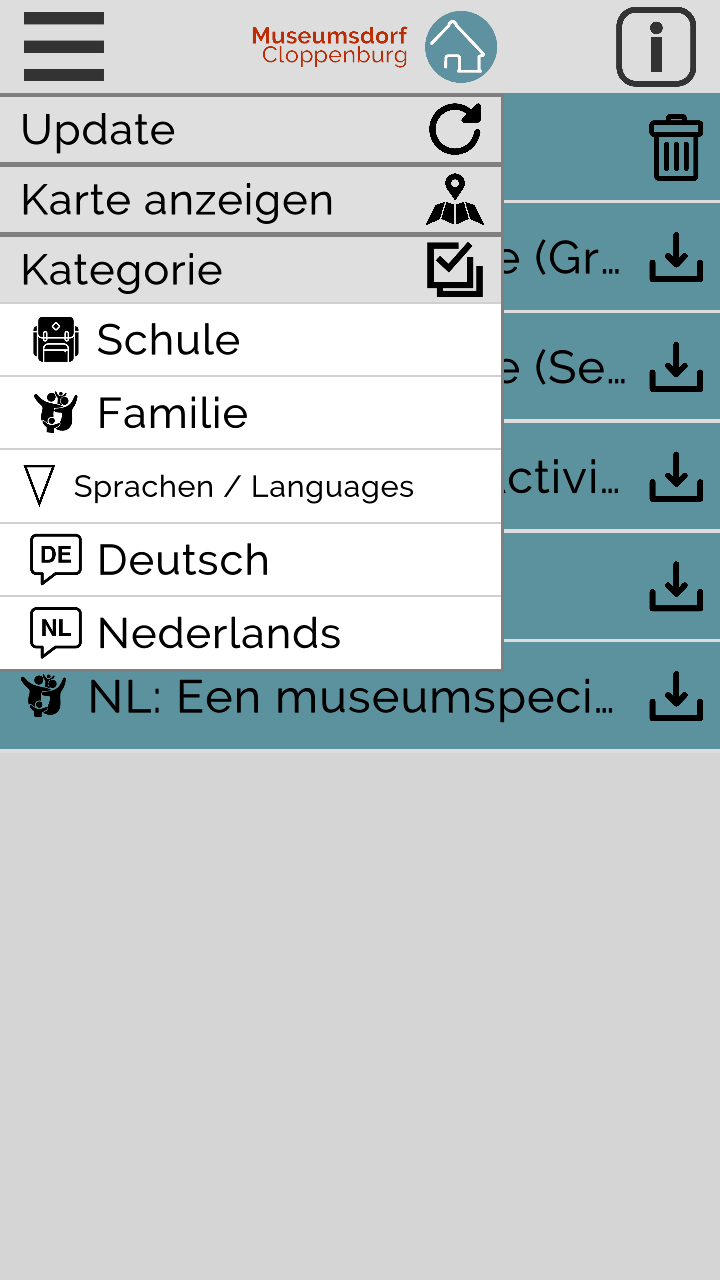 Museumsdorf
Cloppenburg
Update
Karte anzeigen
Kategorie
e (Gr...
Schule
e (Se...
Familie
Sprachen / Languages
ctivi...
DE Deutsch
NL Nederlands
NL: Een museumspeci...